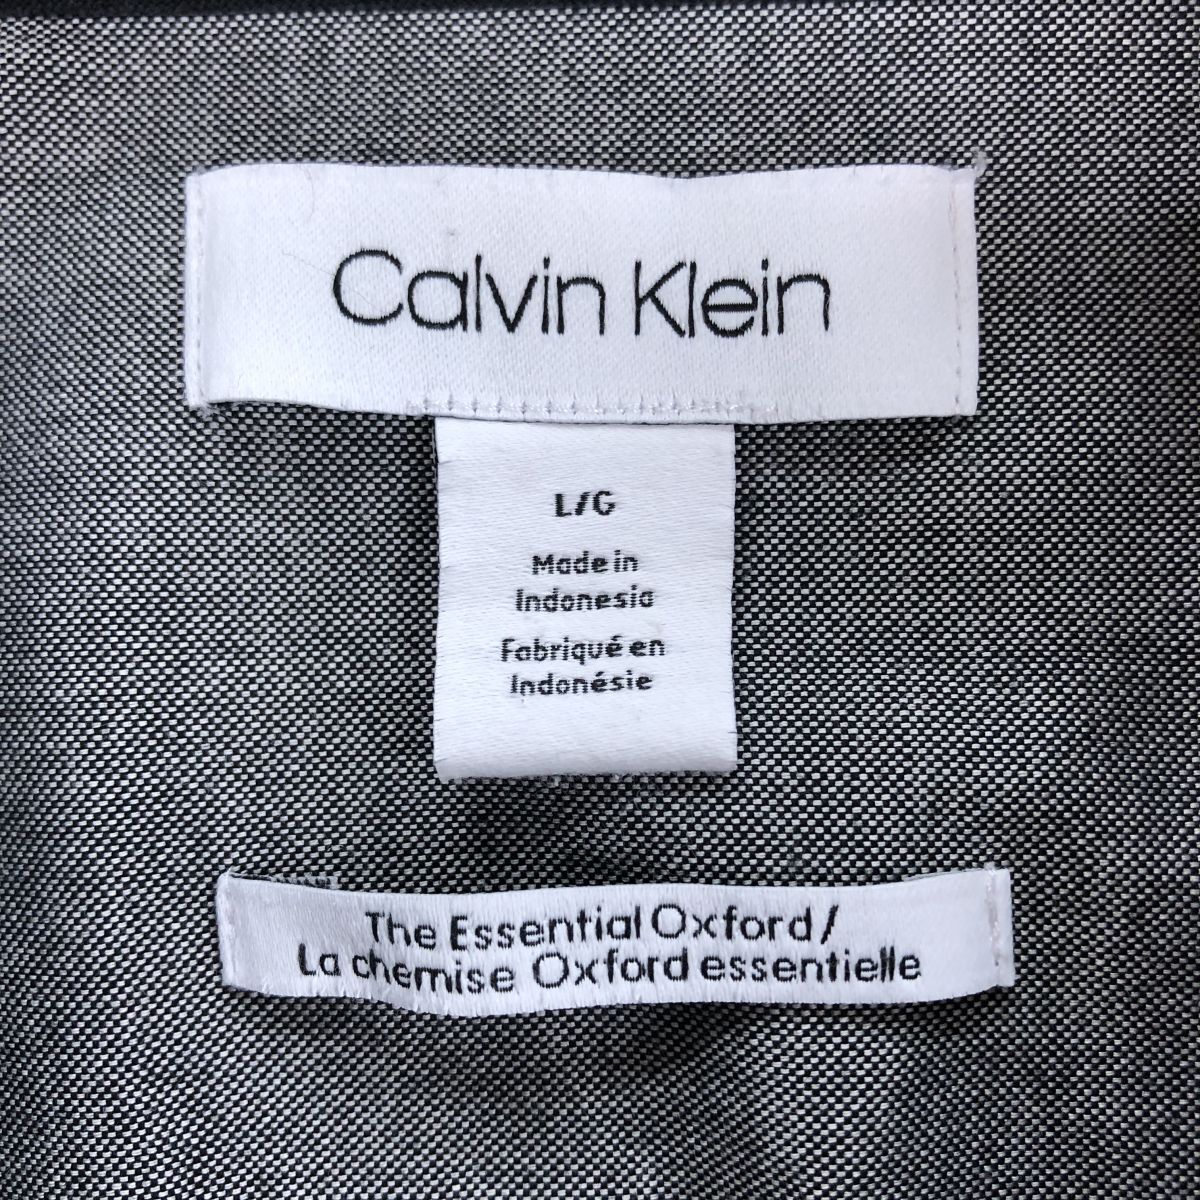 Calvin Klein
L/G
Made in
Indonesia
Fabriqué en
Indonésie
The Essential Oxford/
La chemise Oxford essentielle